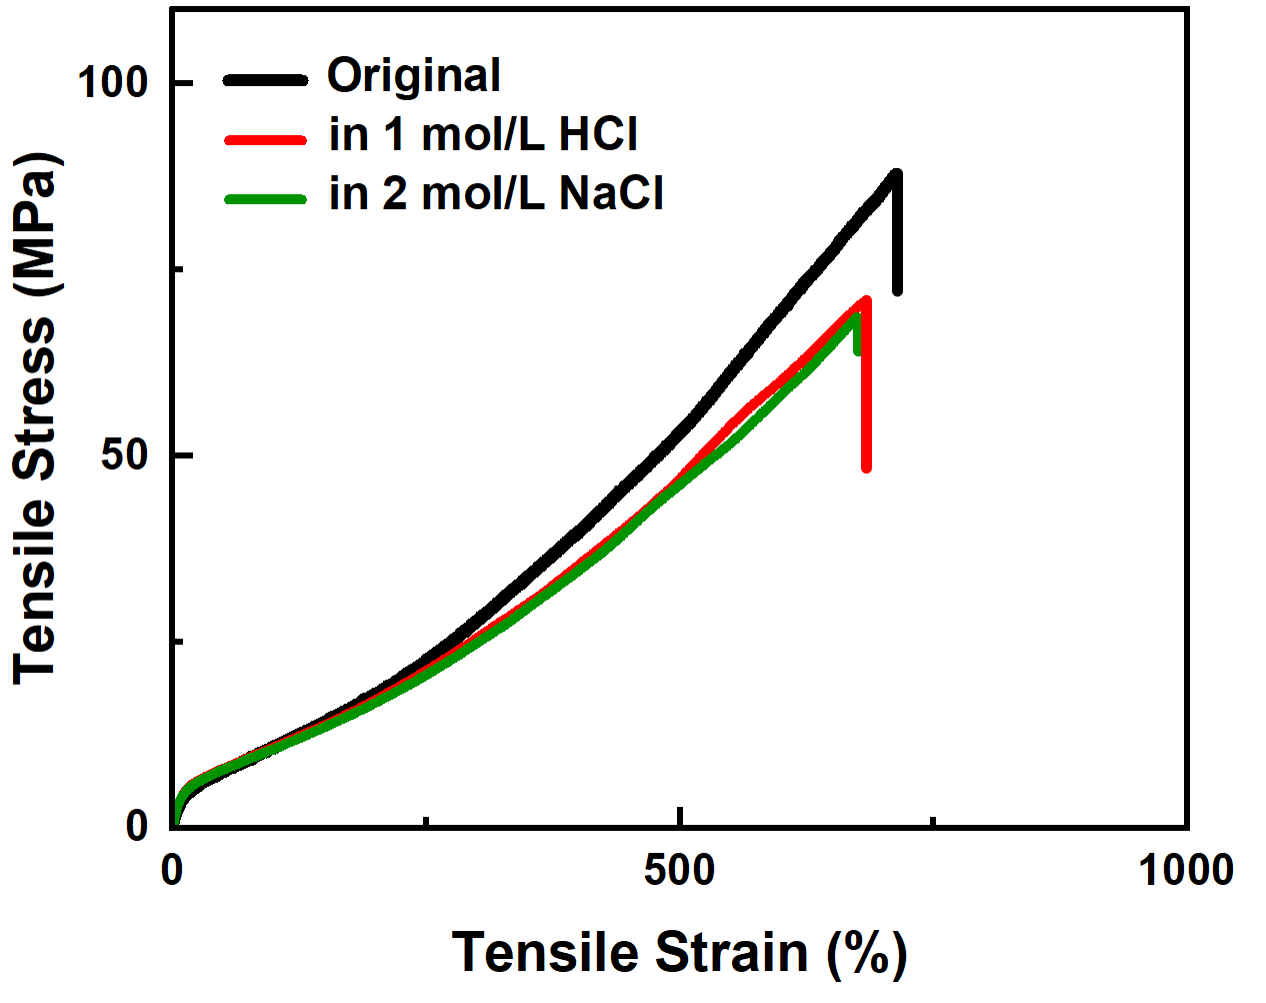 Original
in 1 mol/L HCl
in 2 mol/L NaCl
100
50
0
0
500
1000
Tensile Stress (MPa)
Tensile Strain (%)